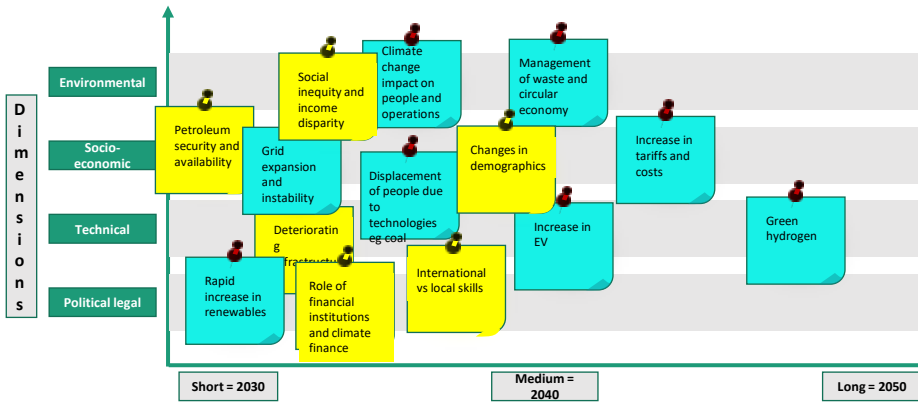 Dimensions
Environmental
Socio-
economic
Technical
Political legal
Climate
change
impact on
people and
operations
Management
of waste and
circular
economy
Social
inequity and
income
disparity
Petroleum
security and
availability
Grid
expansion
and
instability
Displacement
of people due
to
technologies
eg coal
Changes in
demographics
Increase in
tariffs and
costs
Deterioratin
g
Increase in
EV
Green
hydrogen
Rapid
increase in
renewables
Role of
financial
institutions
and climate
finance
International
vs local skills
Short = 2030
Medium =
2040
Long = 2050